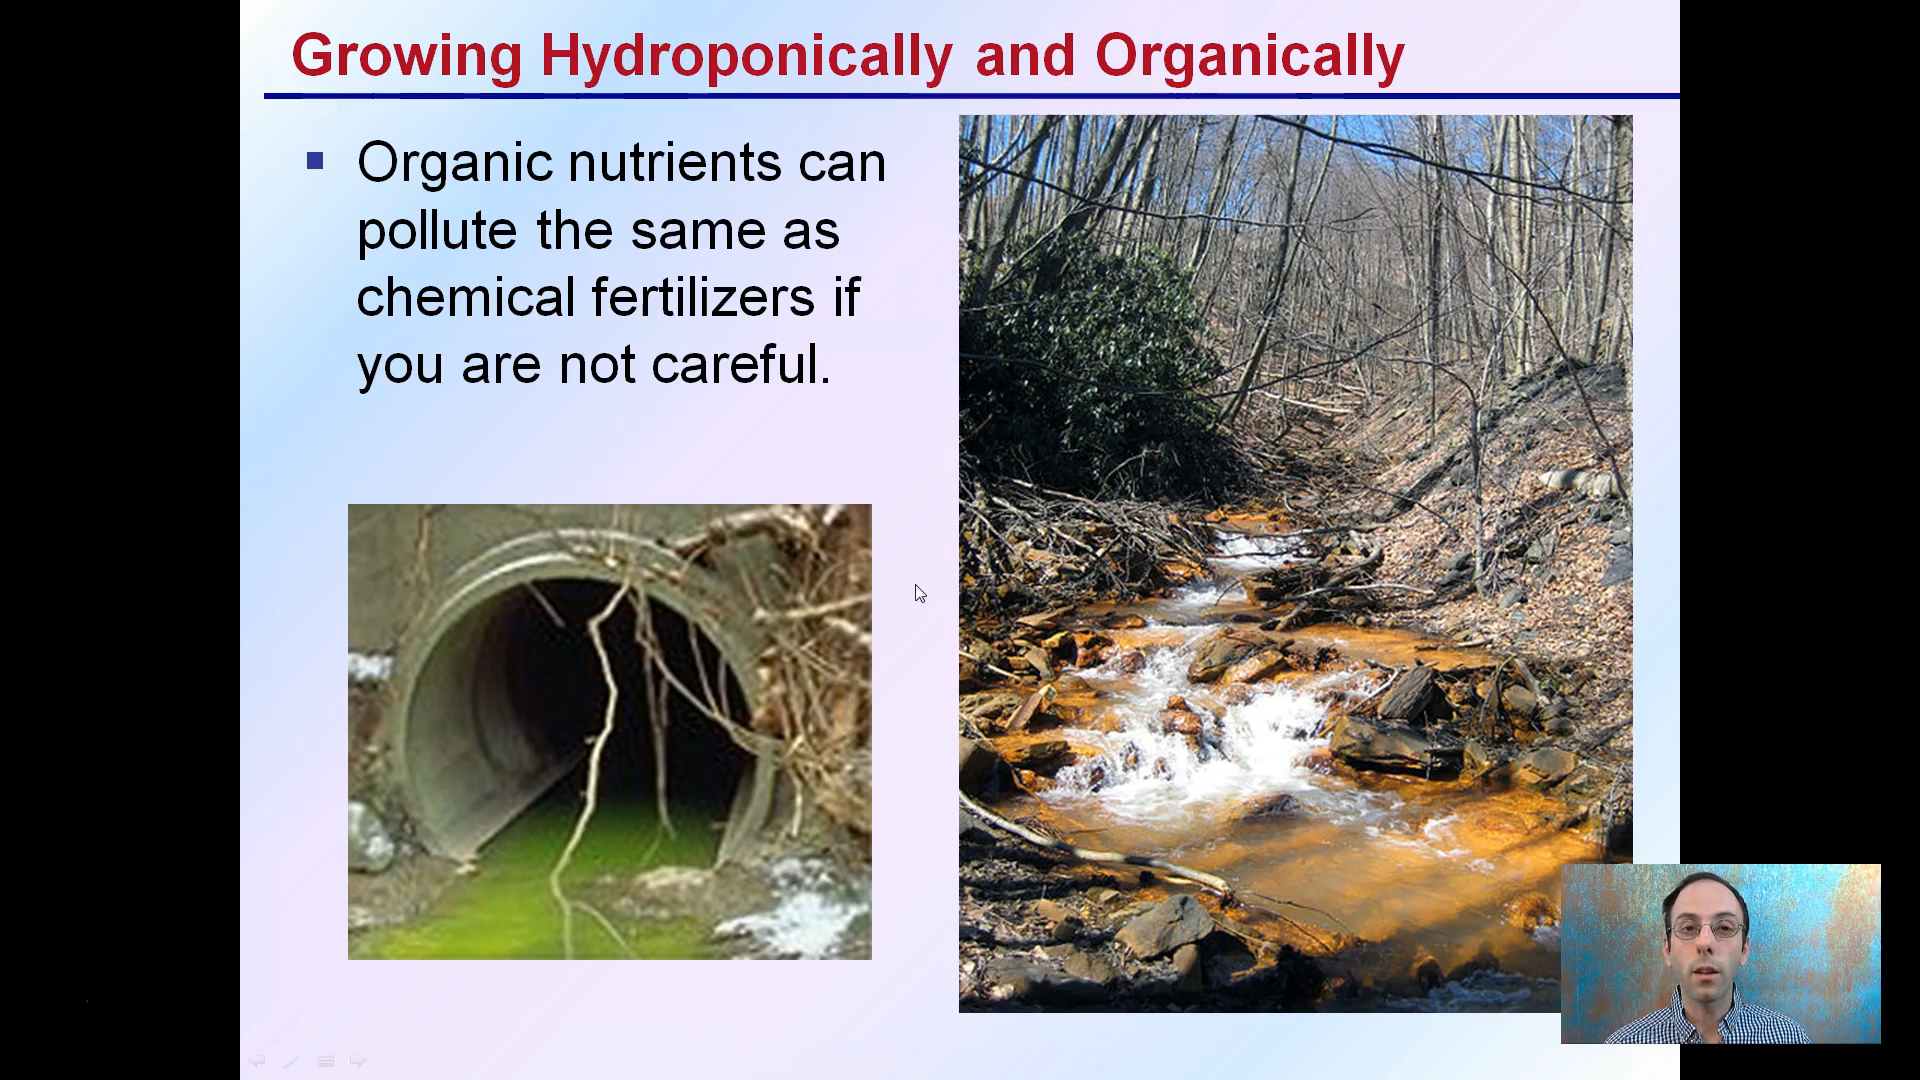 Growing Hydroponically and Organically
Organic nutrients can
pollute the same as
chemical fertilizers if
you are not careful.